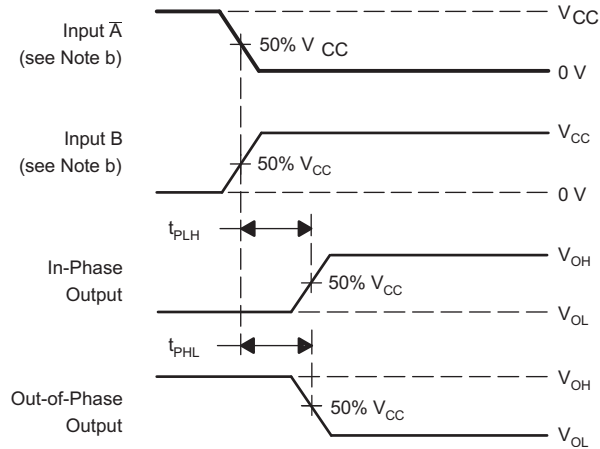 V_CC
Input A̅
(see Note b)
50% V_CC
0 V
Input B
(see Note b)
V_CC
50% V_CC
0 V
t_PLH
In-Phase
Output
V_OH
50% V_CC
V_OL
t_PHL
Out-of-Phase
Output
V_OH
50% V_CC
V_OL